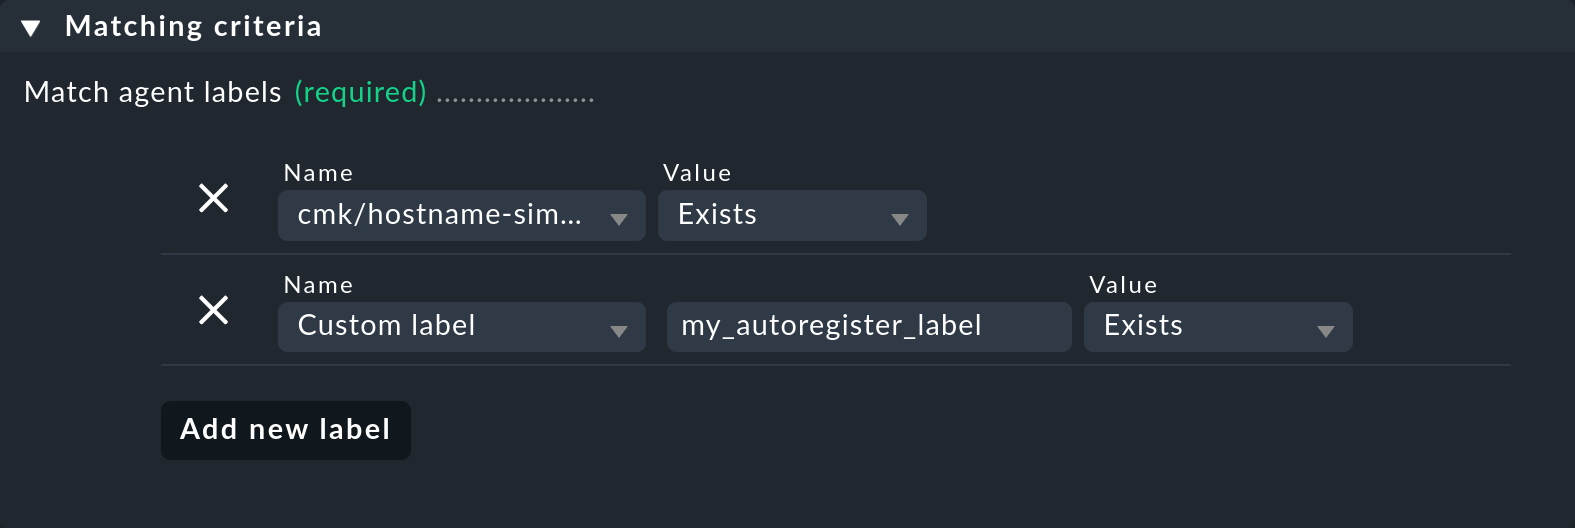 Matching criteria
Match agent labels (required) ....................
Name Value
cmk/hostname-sim... Exists
Name Value
Custom label my_autoregister_label Exists
Add new label